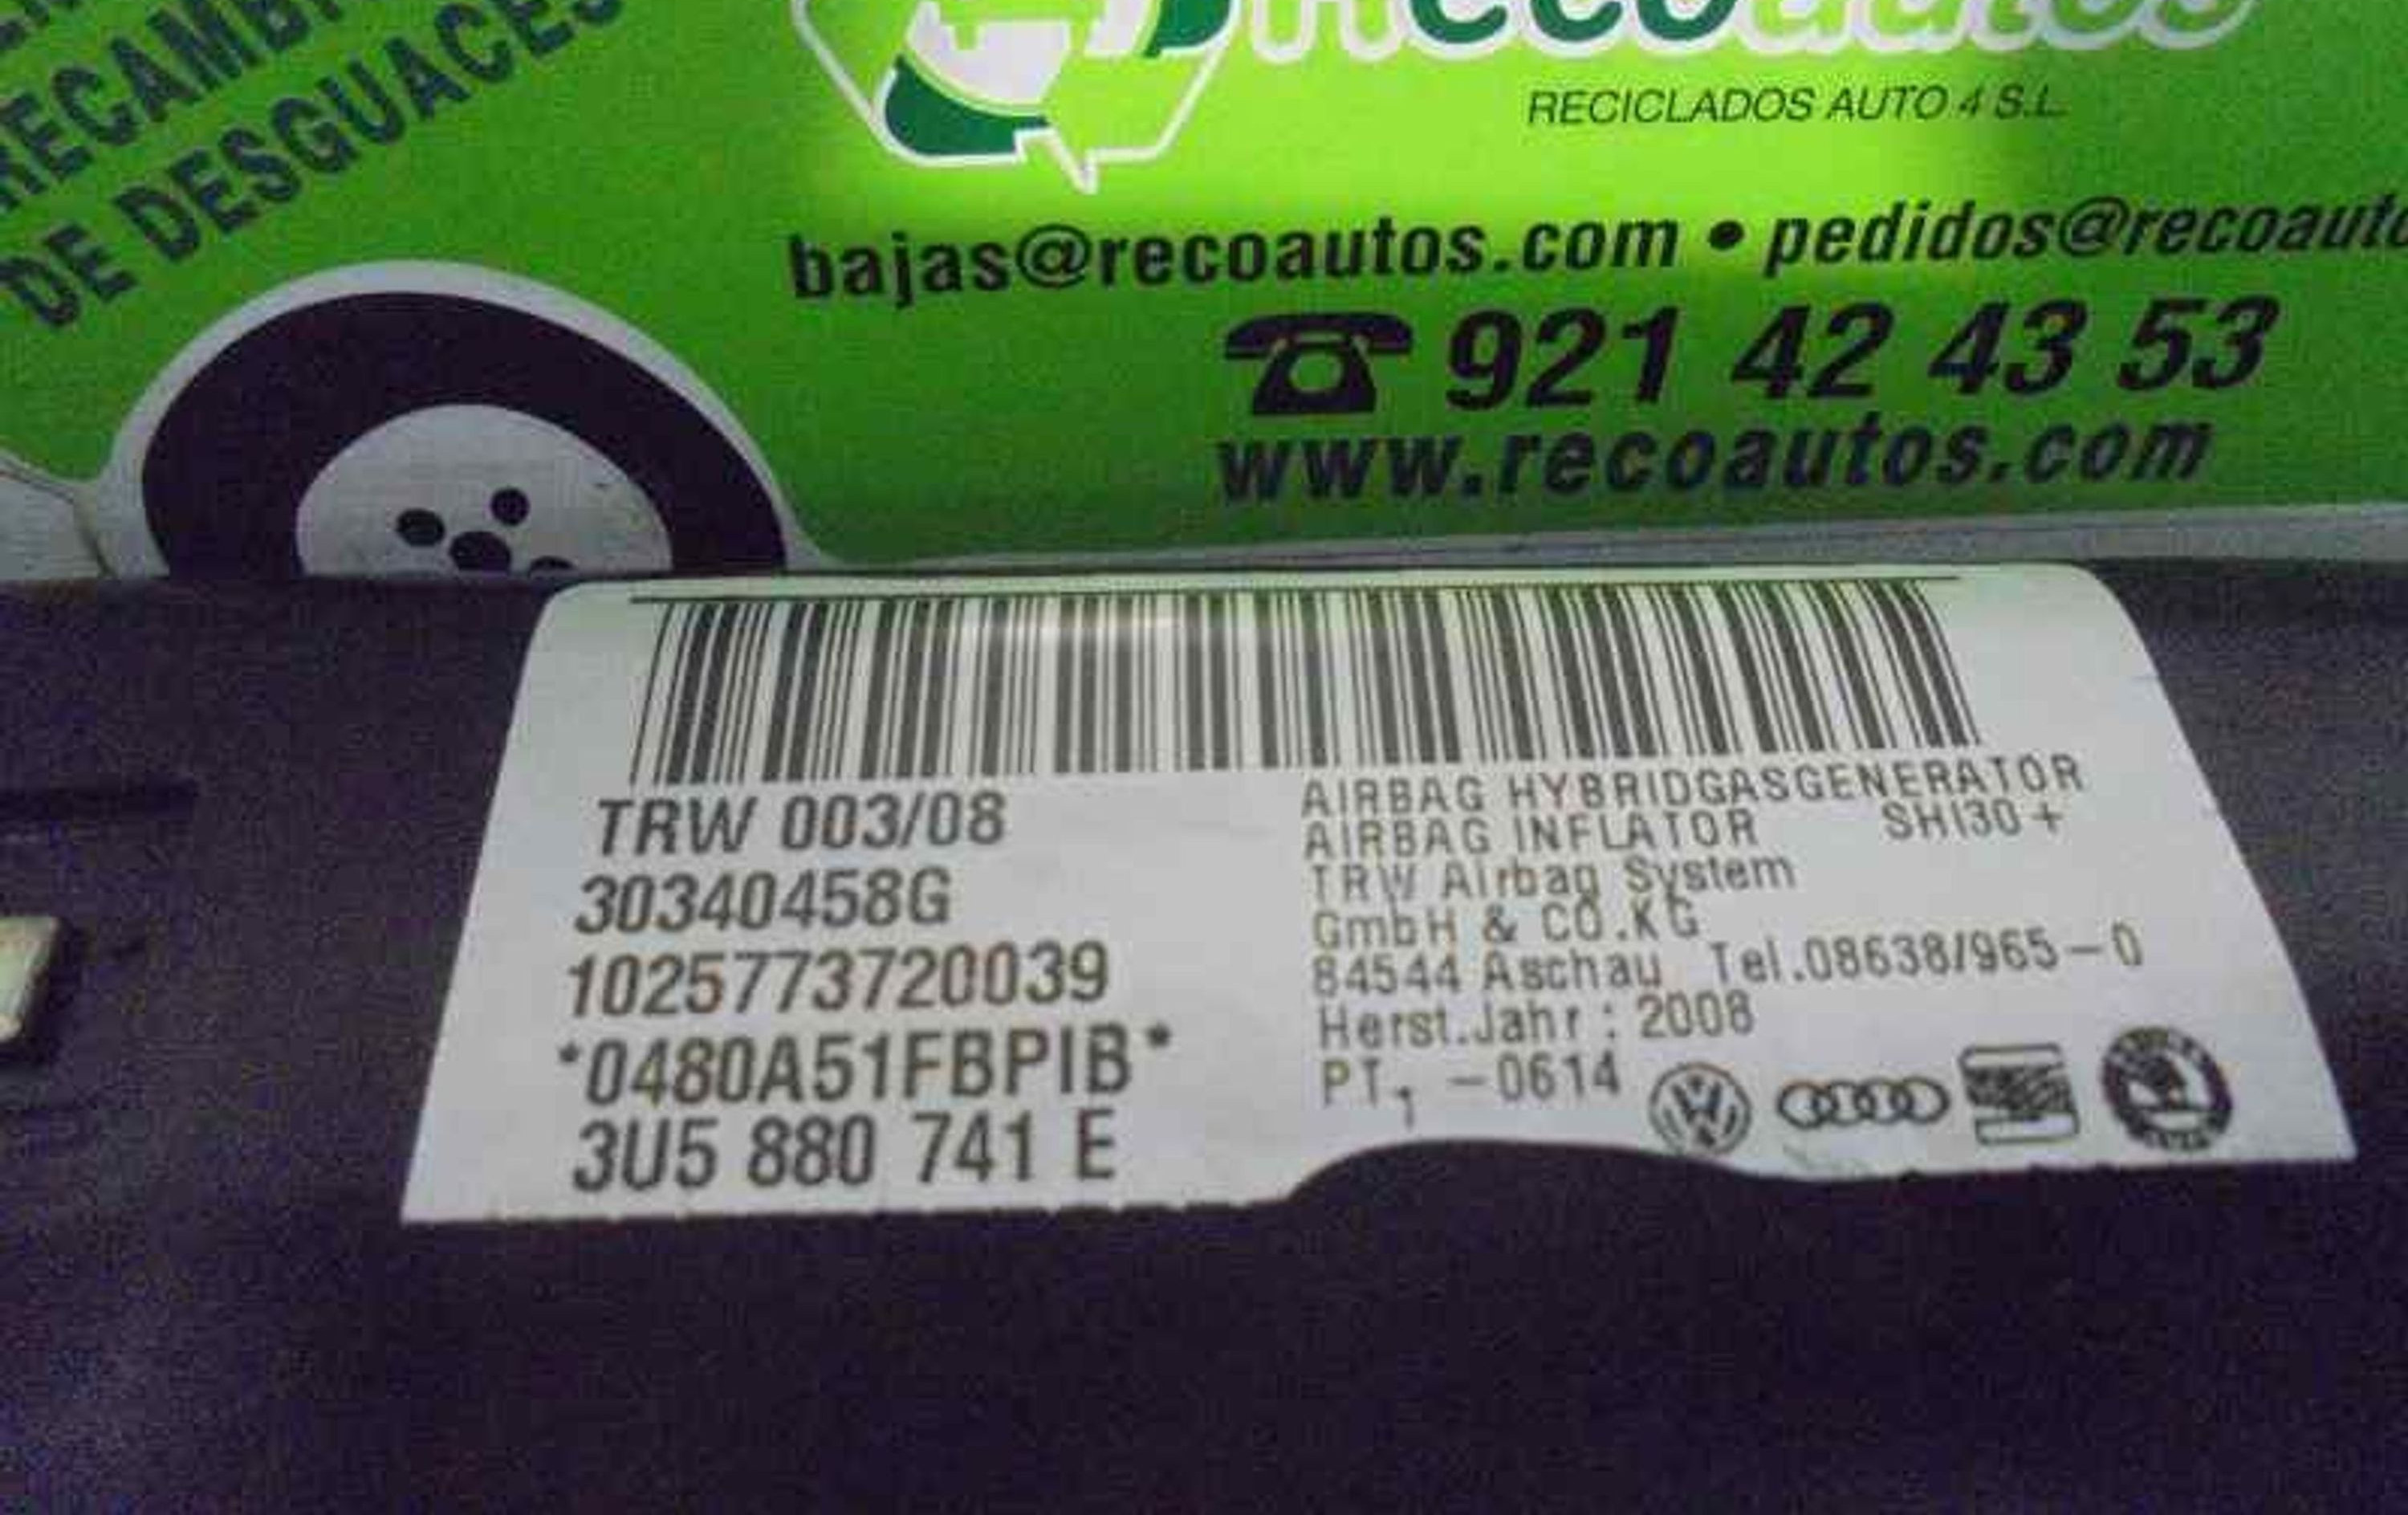 RECAMB
DE DESGUACES
Recoautos
RECICLADOS AUTO 4 S.L.
bajas@recoautos.com • pedidos@recoauto
☎ 921 42 43 53
www.recoautos.com
TRW 003/08
30340458G
1025773720039
*0480A51FBPIB*
3U5 880 741 E
AIRBAG HYBRIDGASGENERATOR
AIRBAG INFLATOR SHI30+
TRW Airbag System
GmbH & CO.KG
84544 Aschau Tel.08638/965-0
Herst.Jahr : 2008
PT1 -0614